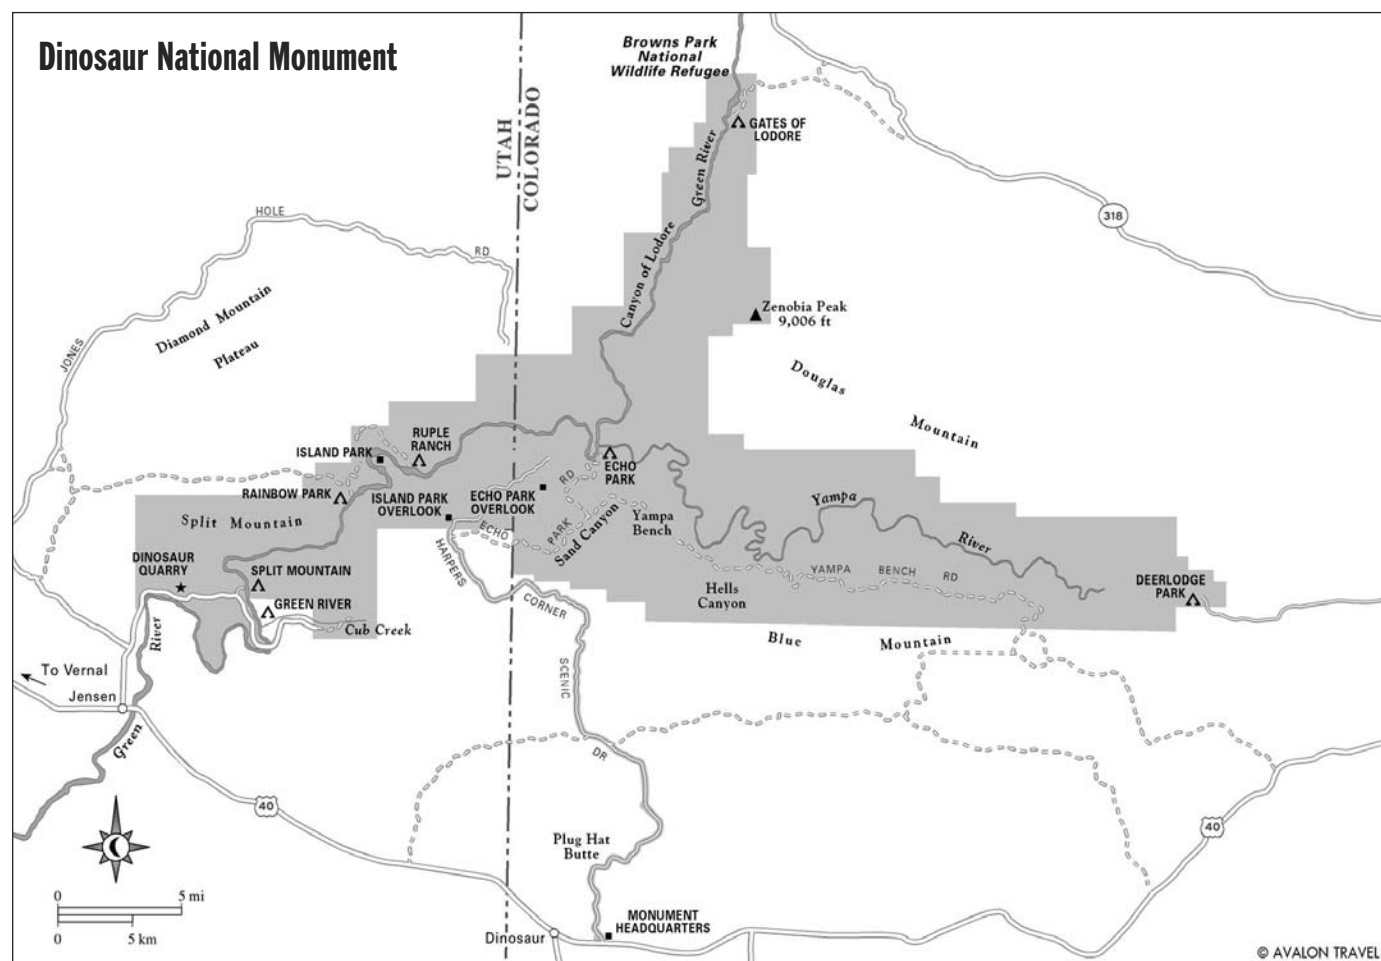 Dinosaur National Monument
Browns Park
National
Wildlife Refugee
UTAH
COLORADO
GATES OF
LODORE
Green River
318
HOLE
RD
Canyon of Lodore
Zenobia Peak
9,006 ft
Diamond Mountain
Plateau
JONES
Douglas
Mountain
RUPLE
RANCH
ISLAND PARK
ECHO
PARK
RAINBOW PARK
ISLAND PARK
OVERLOOK
ECHO PARK
OVERLOOK
RD
Yampa
Split Mountain
Yampa
Bench
ECHO
PARK
Sand Canyon
River
DINOSAUR
QUARRY
SPLIT MOUNTAIN
HARPERS
YAMPA BENCH RD
DEERLODGE
PARK
Hells
Canyon
GREEN RIVER
CORNER
River
Cub Creek
Blue Mountain
To Vernal
Jensen
SCENIC
Green
DR
40
40
Plug Hat
Butte
0 5 mi
0 5 km
MONUMENT
HEADQUARTERS
Dinosaur
© AVALON TRAVEL